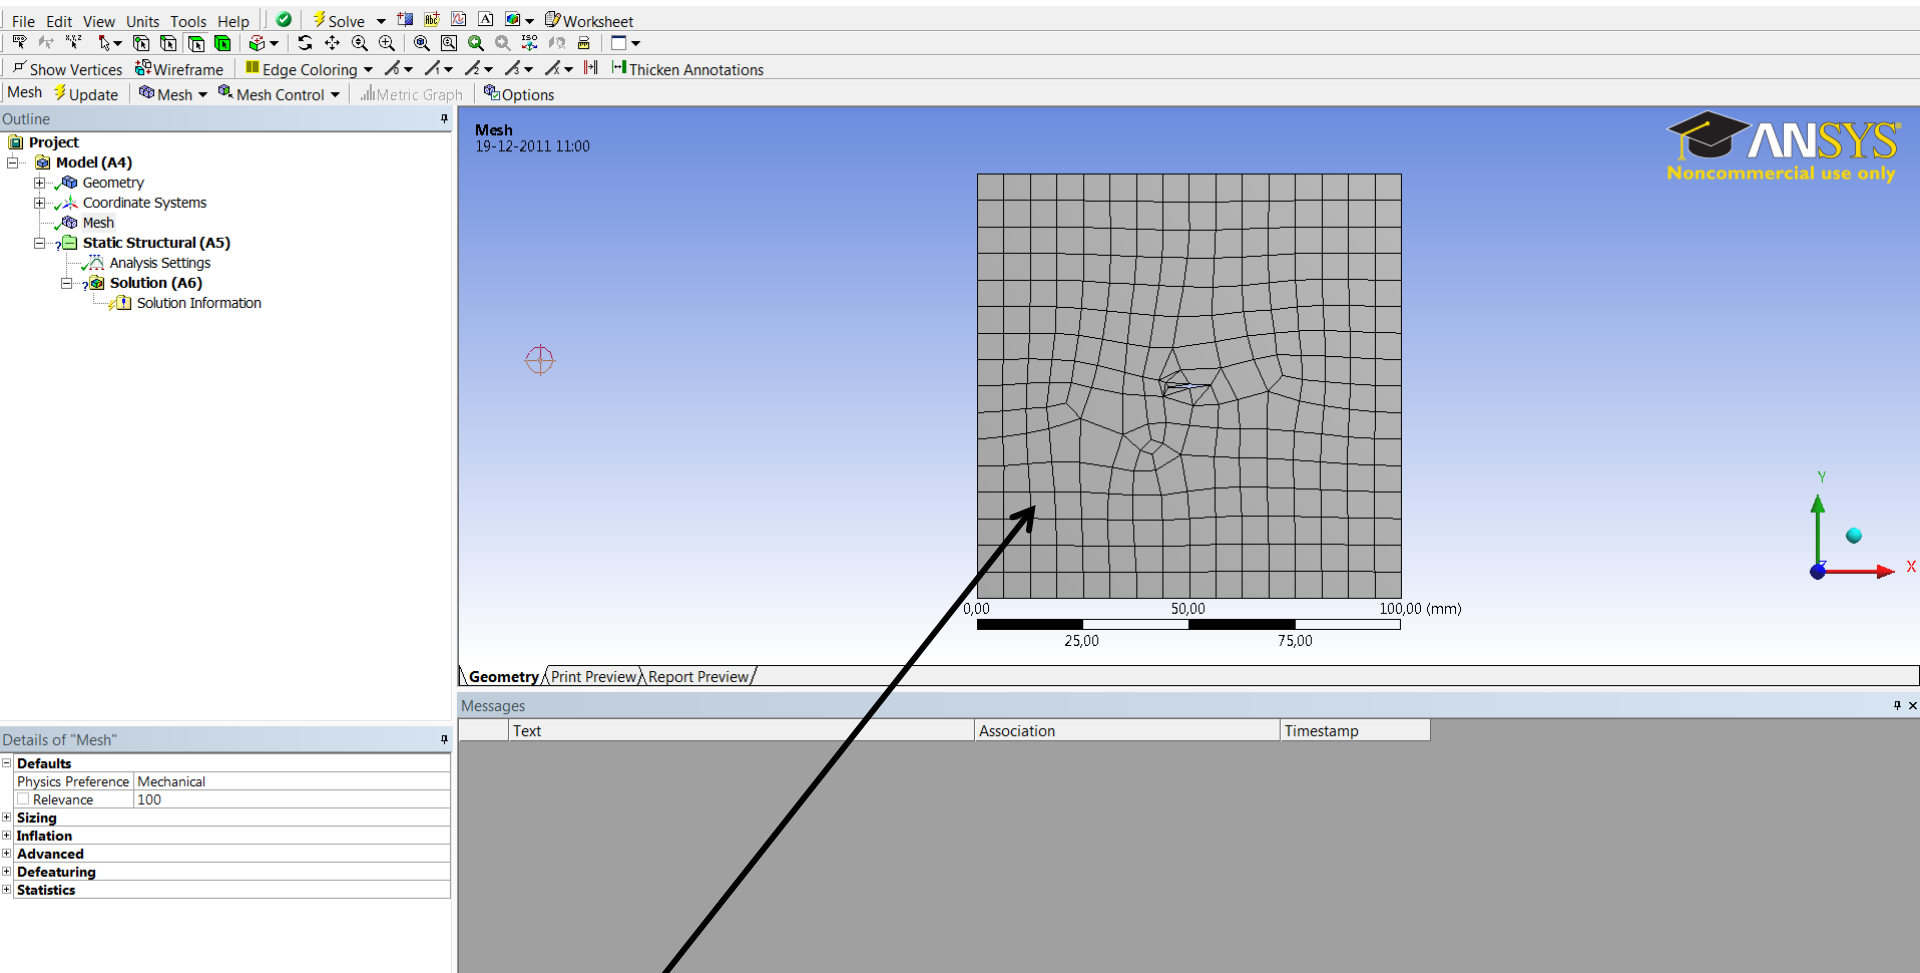 File Edit View Units Tools Help Solve Worksheet
Show Vertices Wireframe Edge Coloring Thicken Annotations
Mesh Update Mesh Mesh Control Metric Graph Options
Outline
Project
Model (A4)
Geometry
Coordinate Systems
Mesh
Static Structural (A5)
Analysis Settings
Solution (A6)
Solution Information
Mesh
19-12-2011 11:00
ANSYS
Noncommercial use only
Y
X
0,00 50,00 100,00 (mm)
25,00 75,00
Geometry Print Preview Report Preview
Messages
Text Association Timestamp
Details of "Mesh"
Defaults
Physics Preference Mechanical
Relevance 100
Sizing
Inflation
Advanced
Defeaturing
Statistics